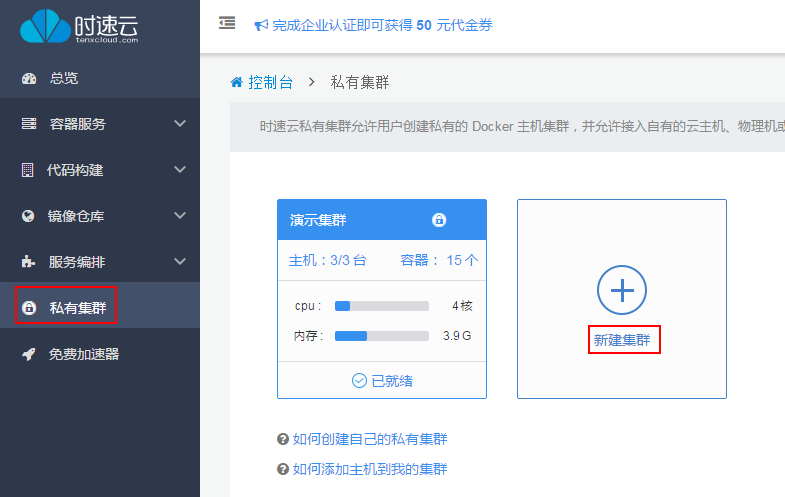 时速云
tenxcloud.com
完成企业认证即可获得 50 元代金券
总览
容器服务
代码构建
镜像仓库
服务编排
私有集群
免费加速器
控制台 > 私有集群
时速云私有集群允许用户创建私有的 Docker 主机集群，并允许接入自有的云主机、物理机或
演示集群
主机：3/3 台 容器： 15 个
cpu： 4 核
内存： 3.9 G
已就绪
新建集群
如何创建自己的私有集群
如何添加主机到我的集群